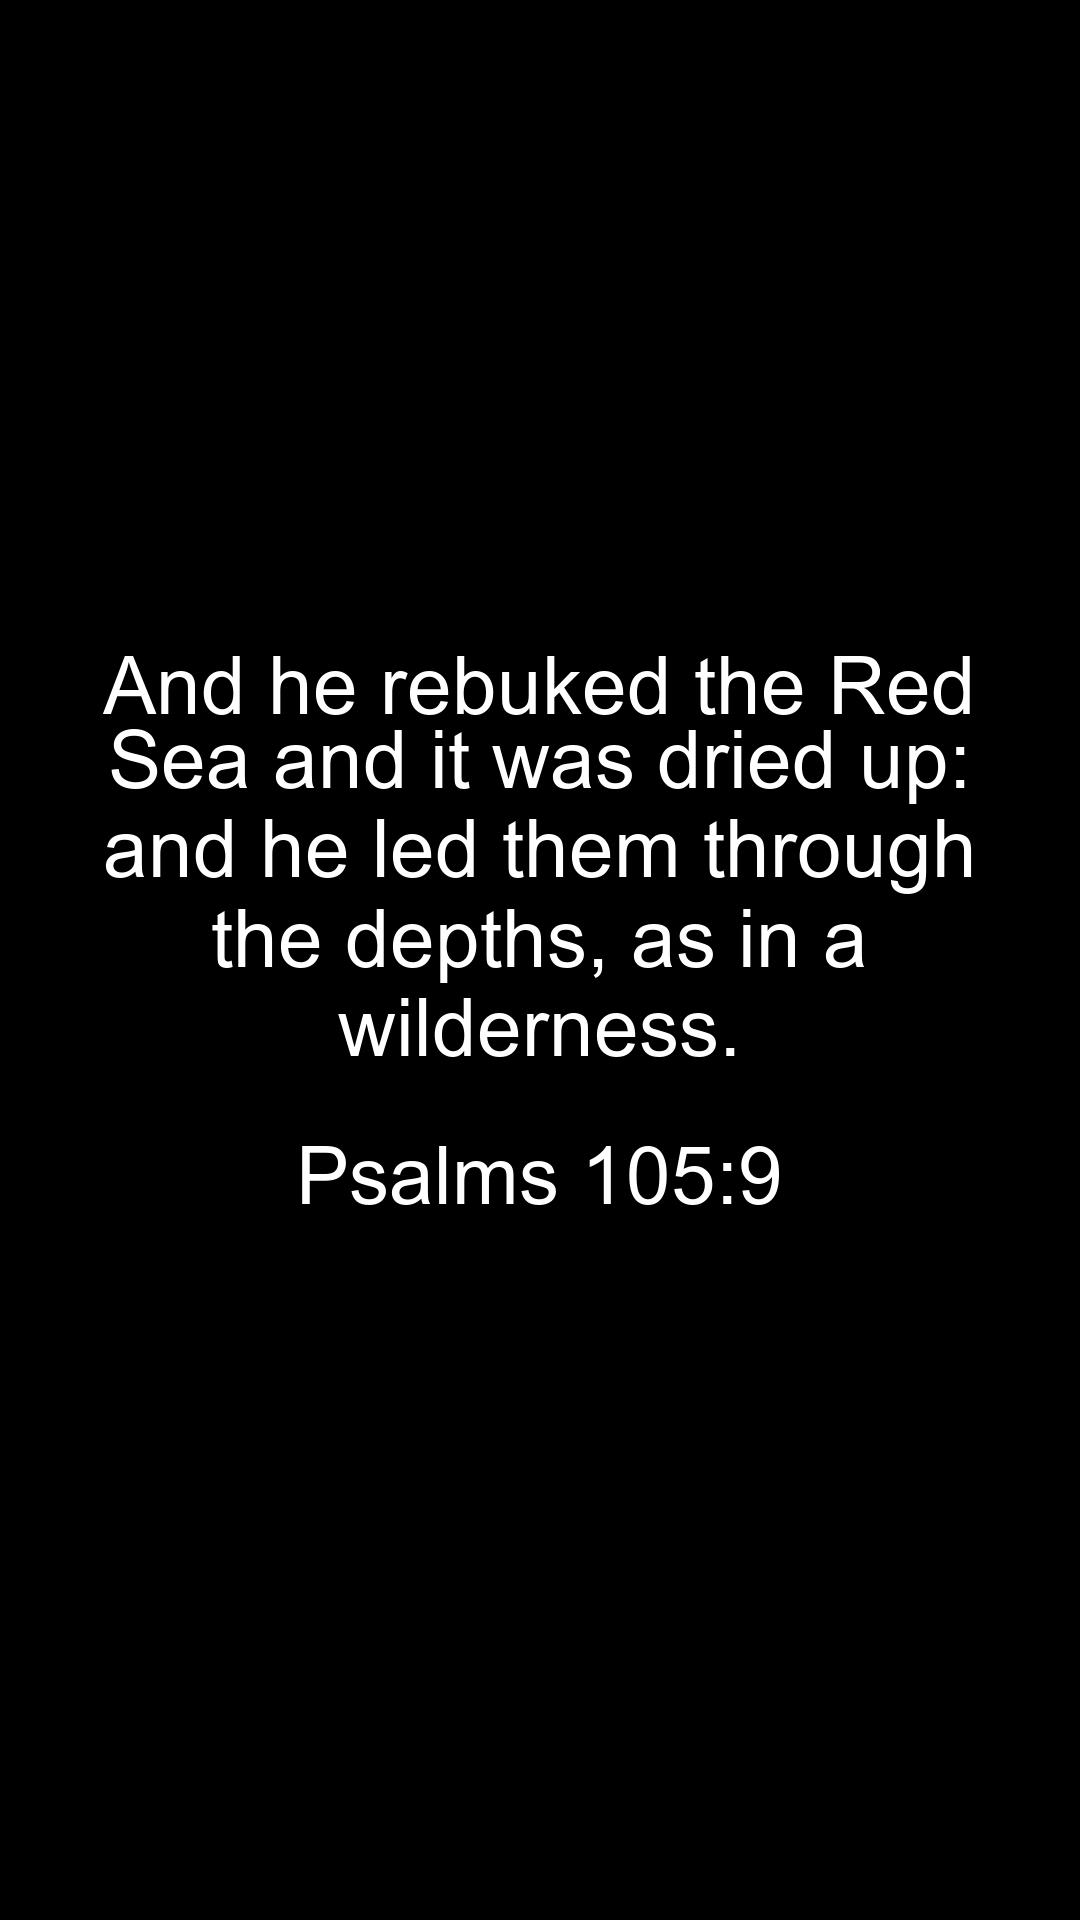 And he rebuked the Red
Sea and it was dried up:
and he led them through
the depths, as in a
wilderness.
Psalms 105:9